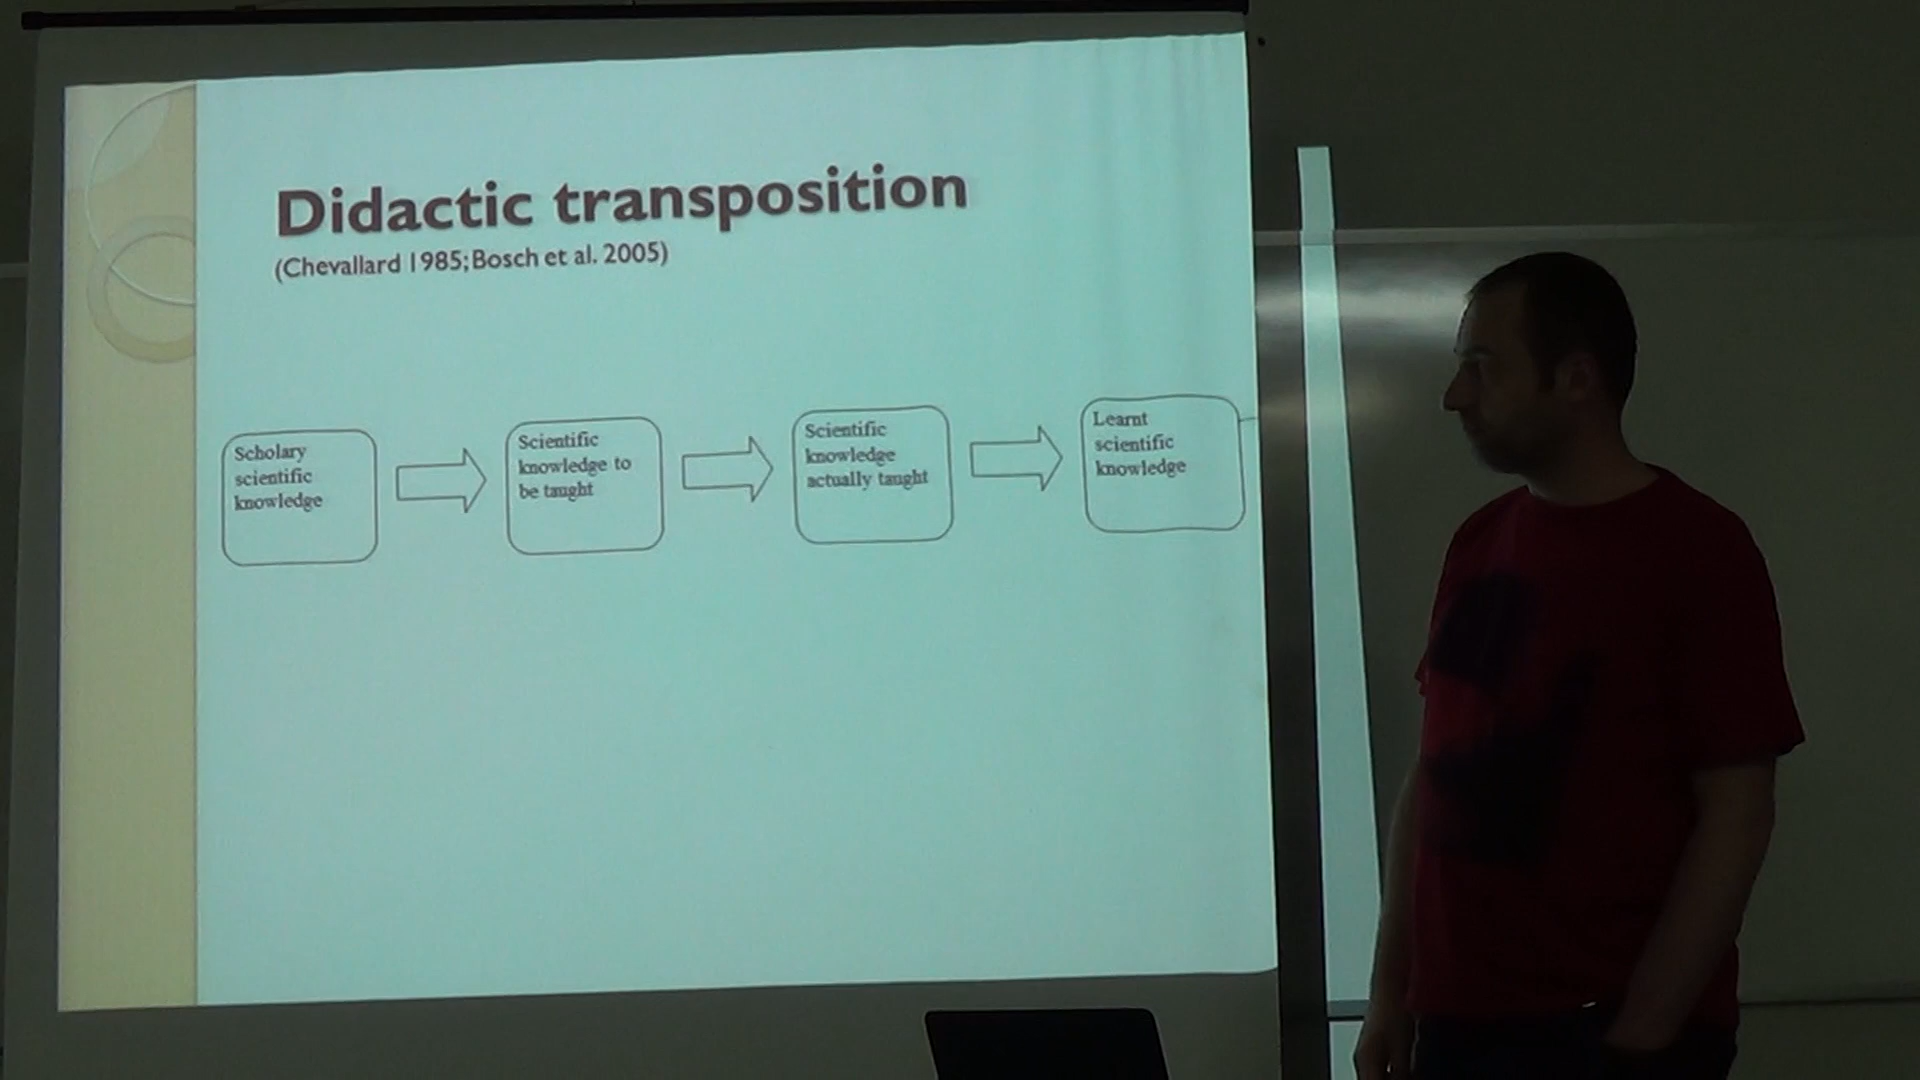 Didactic transposition
(Chevallard 1985; Bosch et al. 2005)
Scholary
scientific
knowledge
Scientific
knowledge to
be taught
Scientific
knowledge
actually taught
Learnt
scientific
knowledge